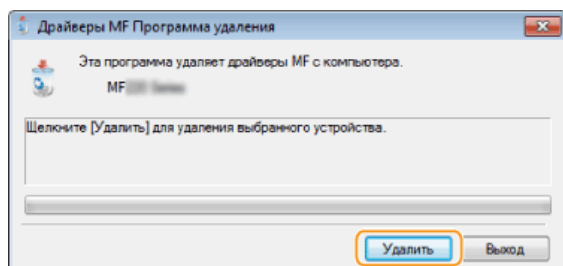 Драйверы MF Программа удаления
Эта программа удаляет драйверы MF с компьютера.
MF
Щелкните [Удалить] для удаления выбранного устройства.
Удалить
Выход